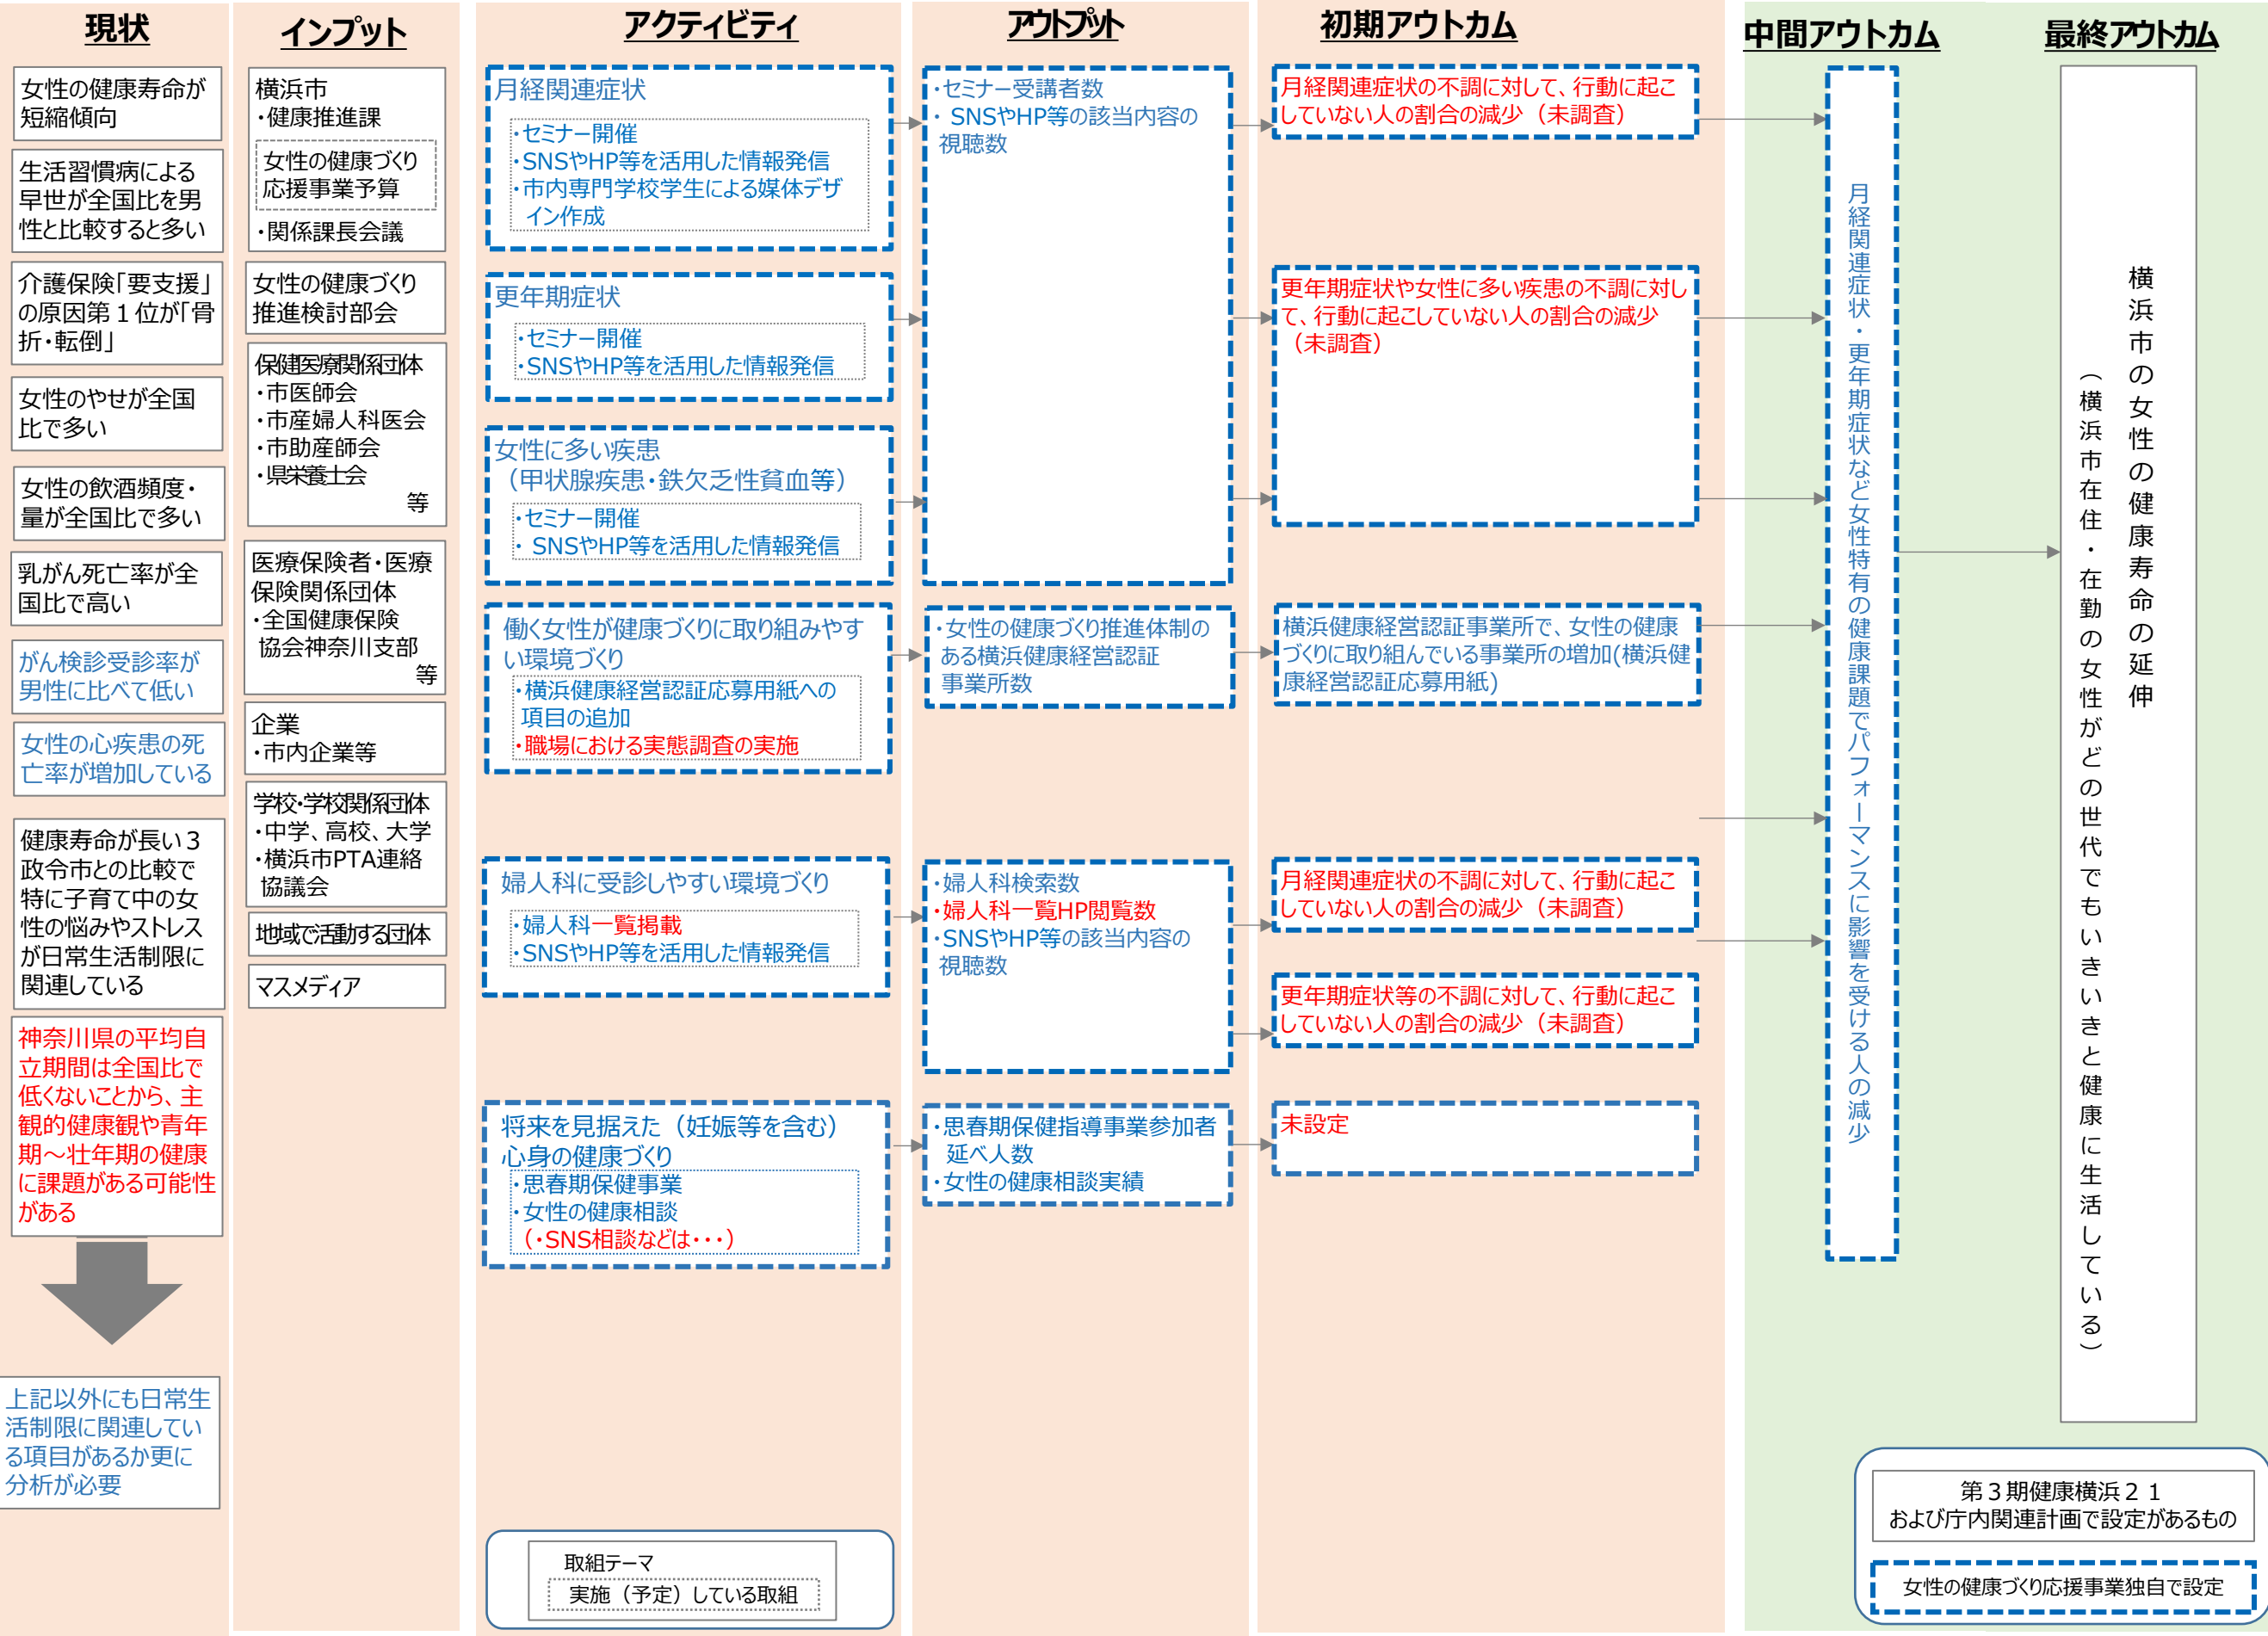 現状
女性の健康寿命が
短縮傾向
生活習慣病による
早世が全国比を男
性と比較すると多い
介護保険「要支援」
の原因第1位が「骨
折・転倒」
女性のやせが全国
比で多い
女性の飲酒頻度・
量が全国比で多い
乳がん死亡率が全
国比で高い
がん検診受診率が
男性に比べて低い
女性の心疾患の死
亡率が増加している
健康寿命が長い3
政令市との比較で
特に子育て中の女
性の悩みやストレス
が日常生活制限に
関連している
神奈川県の平均自
立期間は全国比で
低くないことから、主
観的健康観や青年
期~壮年期の健康
に課題がある可能性
がある
上記以外にも日常生
活制限に関連してい
る項目があるか更に
分析が必要
インプット
横浜市
・健康推進課
女性の健康づくり
応援事業予算
・関係課長会議
女性の健康づくり
推進検討部会
保健医療関係団体
・市医師会
・市産婦人科医会
・市助産師会
・県栄養士会
等
医療保険者・医療
保険関係団体
・全国健康保険
協会神奈川支部
等
企業
・市内企業等
学校・学校関係団体
・中学、高校、大学
・横浜市PTA連絡
協議会
地域で活動する団体
マスメディア
アクティビティ
月経関連症状
・セミナー開催
・SNSやHP等を活用した情報発信
・市内専門学校学生による媒体デザ
イン作成
更年期症状
・セミナー開催
・SNSやHP等を活用した情報発信
女性に多い疾患
（甲状腺疾患・鉄欠乏性貧血等）
・セミナー開催
・ SNSやHP等を活用した情報発信
働く女性が健康づくりに取り組みやす
い環境づくり
・横浜健康経営認証応募用紙への
項目の追加
・職場における実態調査の実施
婦人科に受診しやすい環境づくり
・婦人科一覧掲載
・SNSやHP等を活用した情報発信
将来を見据えた（妊娠等を含む）
心身の健康づくり
・思春期保健事業
・女性の健康相談
（・SNS相談などは・・・）
取組テーマ
実施（予定）している取組
アウトプット
・セミナー受講者数
・ SNSやHP等の該当内容の
視聴数
・女性の健康づくり推進体制の
ある横浜健康経営認証
事業所数
・婦人科検索数
・婦人科一覧HP閲覧数
・SNSやHP等の該当内容の
視聴数
・思春期保健指導事業参加者
延べ人数
・女性の健康相談実績
初期アウトカム
月経関連症状の不調に対して、行動に起こ
していない人の割合の減少（未調査）
更年期症状や女性に多い疾患の不調に対し
て、行動に起こしていない人の割合の減少
（未調査）
横浜健康経営認証事業所で、女性の健康
づくりに取り組んでいる事業所の増加(横浜健
康経営認証応募用紙)
月経関連症状の不調に対して、行動に起こ
していない人の割合の減少（未調査）
更年期症状等の不調に対して、行動に起こ
していない人の割合の減少（未調査）
未設定
中間アウトカム
月経関連症状・更年期症状など女性特有の健康課題でパフォーマンスに影響を受ける人の減少
最終アウトカム
横浜市の女性の健康寿命の延伸
（横浜市在住・在勤の女性がどの世代でもいきいきと健康に生活している）
第3期健康横浜21
および庁内関連計画で設定があるもの
女性の健康づくり応援事業独自で設定